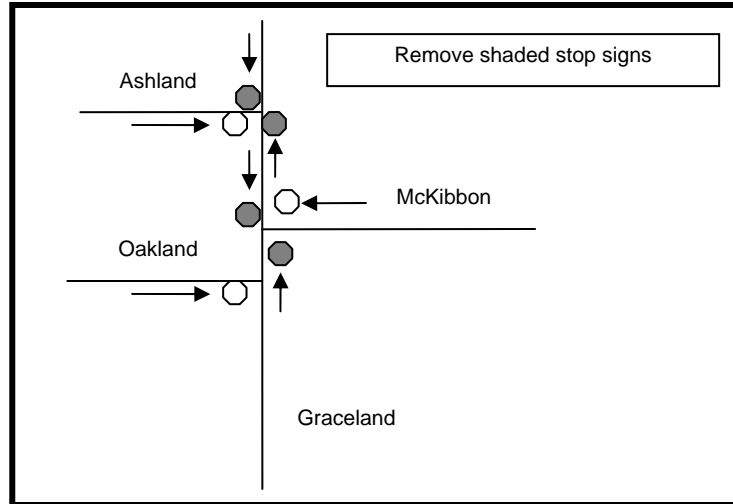 Remove shaded stop signs
Ashland
McKibbon
Oakland
Graceland